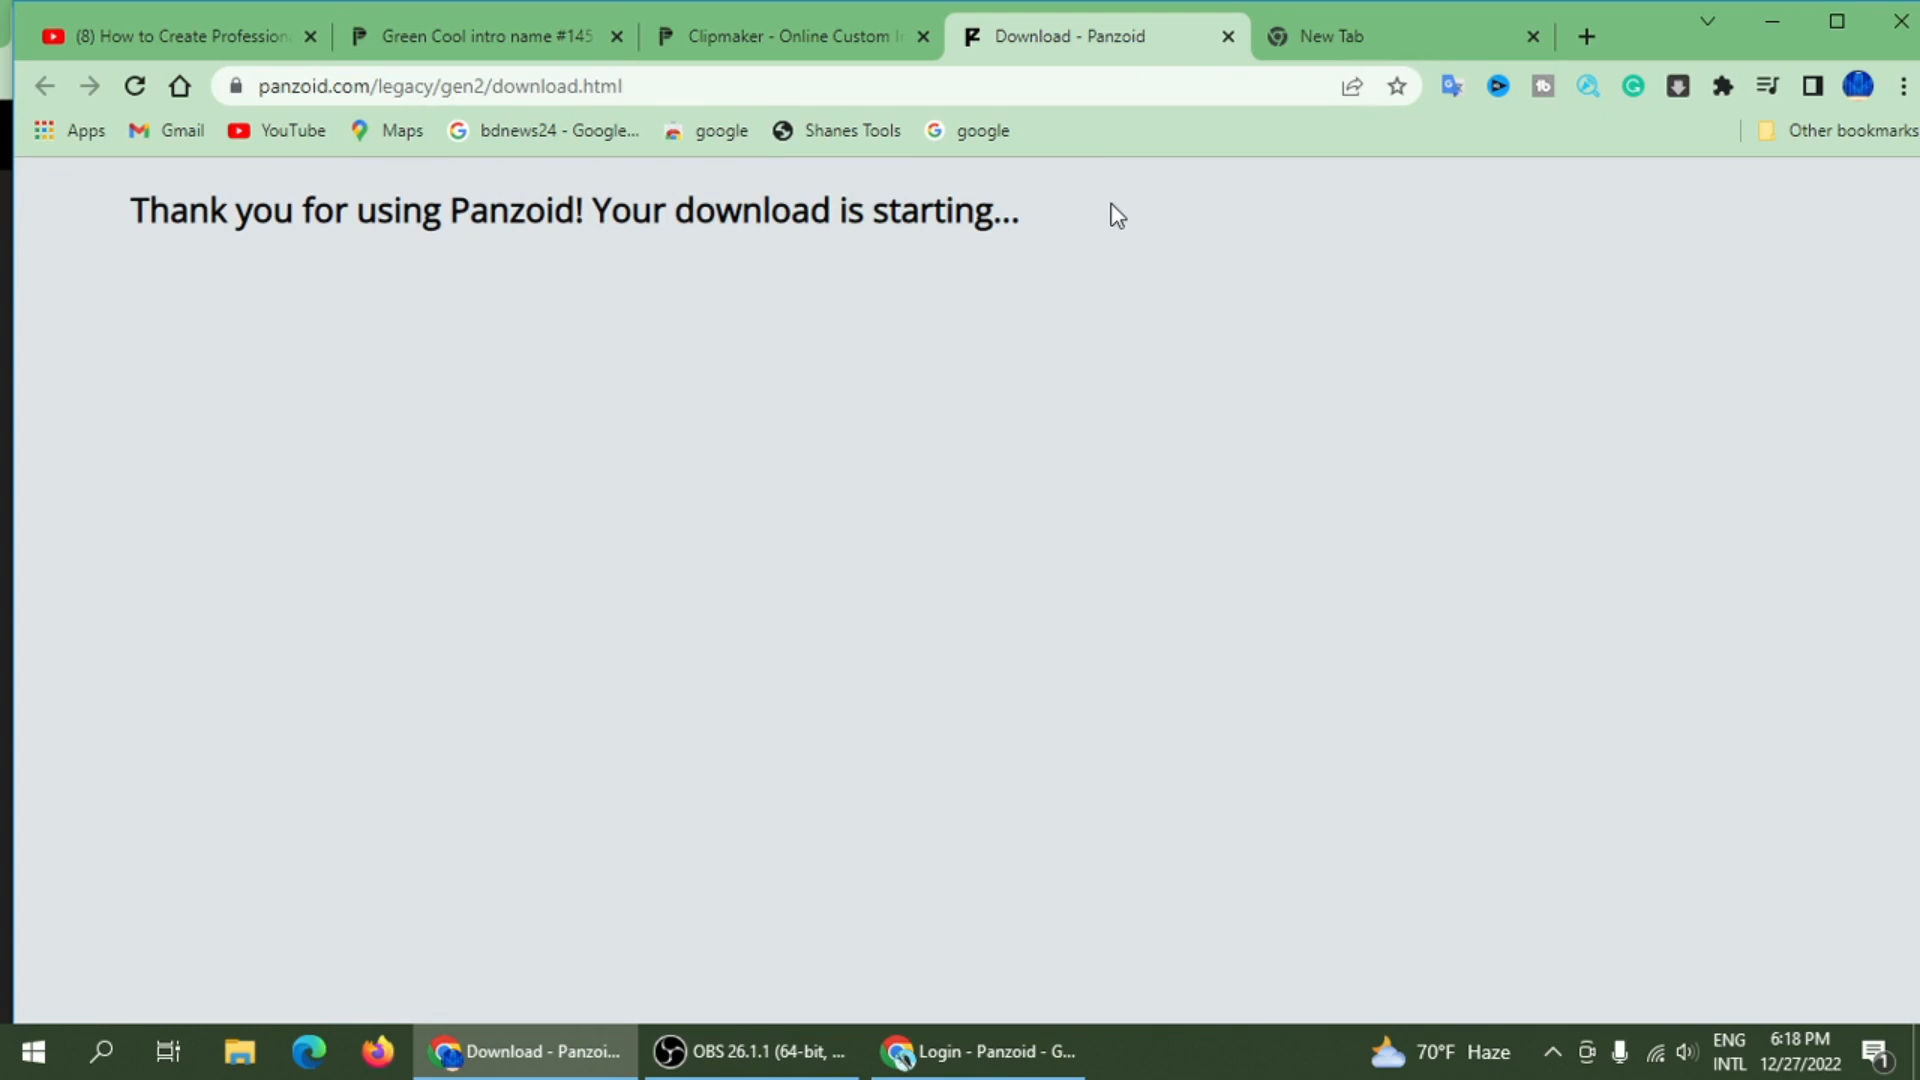 (8) How to Create Profession
Green Cool intro name #145
Clipmaker - Online Custom I
Download - Panzoid
New Tab
panzoid.com/legacy/gen2/download.html
Apps
Gmail
YouTube
Maps
bdnews24 - Google...
google
Shanes Tools
google
Other bookmarks
Thank you for using Panzoid! Your download is starting...
Download - Panzoi...
OBS 26.1.1 (64-bit, ...
Login - Panzoid - G...
70°F Haze
ENG
INTL
6:18 PM
12/27/2022
1